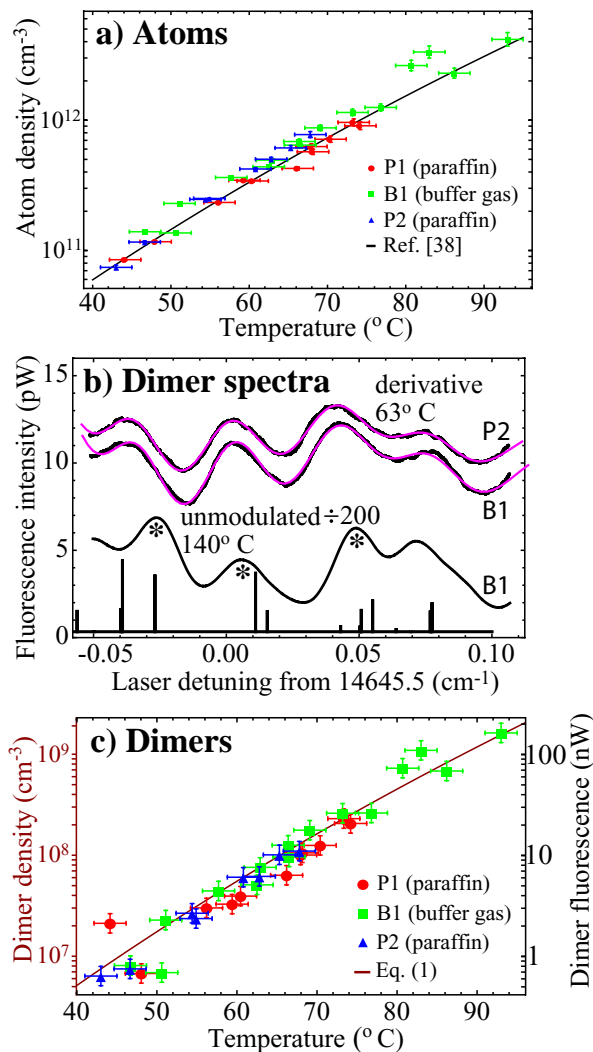 a) Atoms
Atom density (cm-3)
10^12
10^11
P1 (paraffin)
B1 (buffer gas)
P2 (paraffin)
Ref. [38]
40 50 60 70 80 90
Temperature (° C)
b) Dimer spectra
derivative
63° C
Fluorescence intensity (pW)
15
10
5
0
P2
B1
unmodulated ÷200
140° C
* * *
B1
-0.05 0.00 0.05 0.10
Laser detuning from 14645.5 (cm-1)
c) Dimers
Dimer density (cm-3)
10^9
10^8
10^7
Dimer fluorescence (nW)
100
10
1
P1 (paraffin)
B1 (buffer gas)
P2 (paraffin)
Eq. (1)
40 50 60 70 80 90
Temperature (° C)